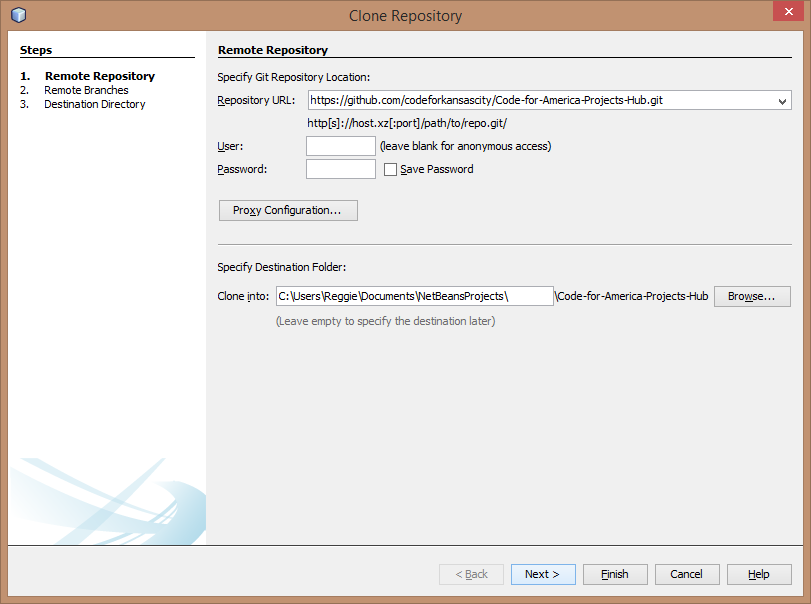 Clone Repository
Steps
1. Remote Repository
2. Remote Branches
3. Destination Directory
Remote Repository
Specify Git Repository Location:
Repository URL: https://github.com/codeforkansascity/Code-for-America-Projects-Hub.git
http[s]://host.xz[:port]/path/to/repo.git/
User: (leave blank for anonymous access)
Password: Save Password
Proxy Configuration...
Specify Destination Folder:
Clone into: C:\Users\Reggie\Documents\NetBeansProjects\ \Code-for-America-Projects-Hub Browse...
(Leave empty to specify the destination later)
< Back Next > Finish Cancel Help